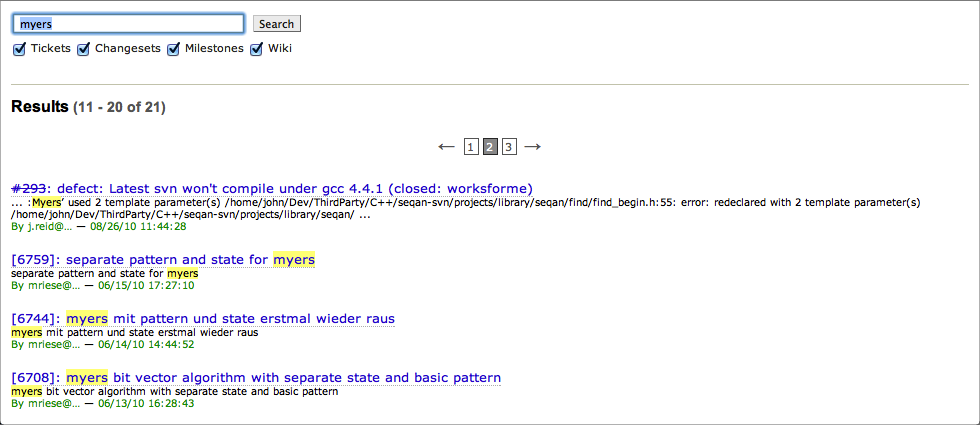 myers Search
Tickets Changesets Milestones Wiki
Results (11 - 20 of 21)
← 1 2 3 →
#293: defect: Latest svn won't compile under gcc 4.4.1 (closed: worksforme)
... :Myers’ used 2 template parameter(s) /home/john/Dev/ThirdParty/C++/seqan-svn/projects/library/seqan/find/find_begin.h:55: error: redeclared with 2 template parameter(s)
/home/john/Dev/ThirdParty/C++/seqan-svn/projects/library/seqan/ ...
By j.reid@… — 08/26/10 11:44:28
[6759]: separate pattern and state for myers
separate pattern and state for myers
By mriese@… — 06/15/10 17:27:10
[6744]: myers mit pattern und state erstmal wieder raus
myers mit pattern und state erstmal wieder raus
By mriese@… — 06/14/10 14:44:52
[6708]: myers bit vector algorithm with separate state and basic pattern
myers bit vector algorithm with separate state and basic pattern
By mriese@… — 06/13/10 16:28:43